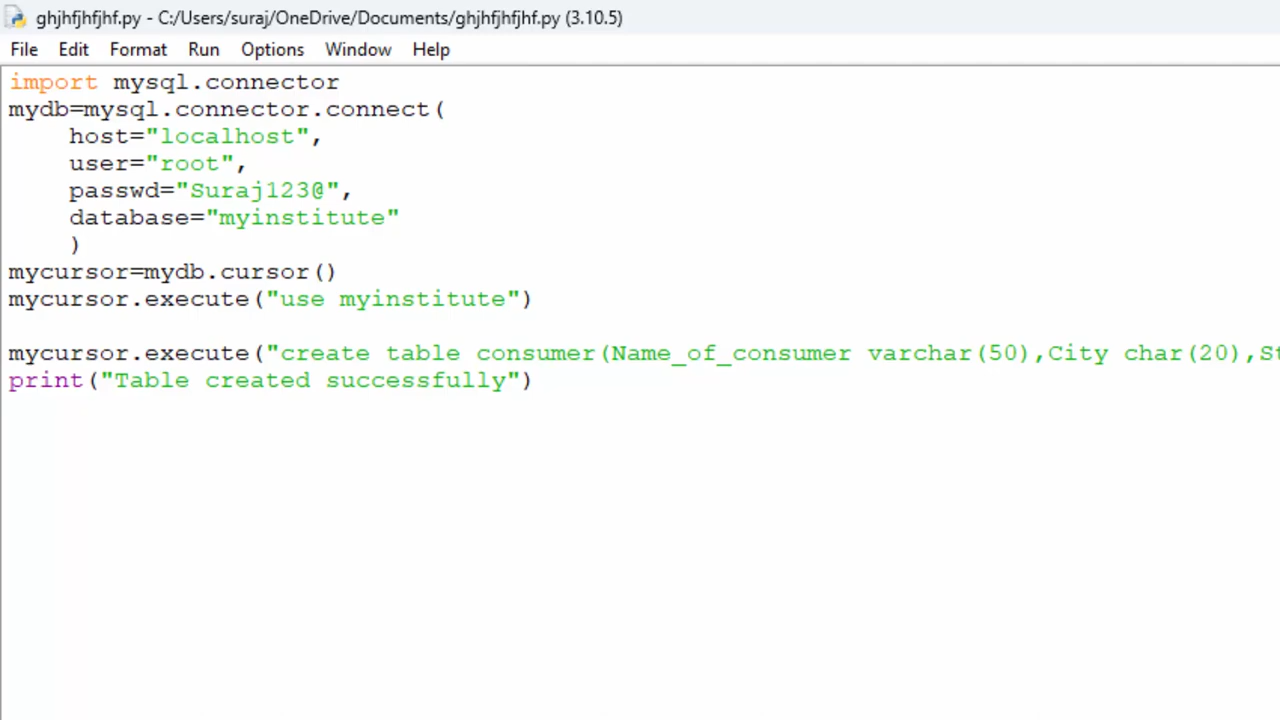 ghjhfjhfjhf.py - C:/Users/suraj/OneDrive/Documents/ghjhfjhfjhf.py (3.10.5)
File Edit Format Run Options Window Help
import mysql.connector
mydb=mysql.connector.connect(
    host="localhost",
    user="root",
    passwd="Suraj123@",
    database="myinstitute"
    )
mycursor=mydb.cursor()
mycursor.execute("use myinstitute")
mycursor.execute("create table consumer(Name_of_consumer varchar(50),City char(20),St
print("Table created successfully")